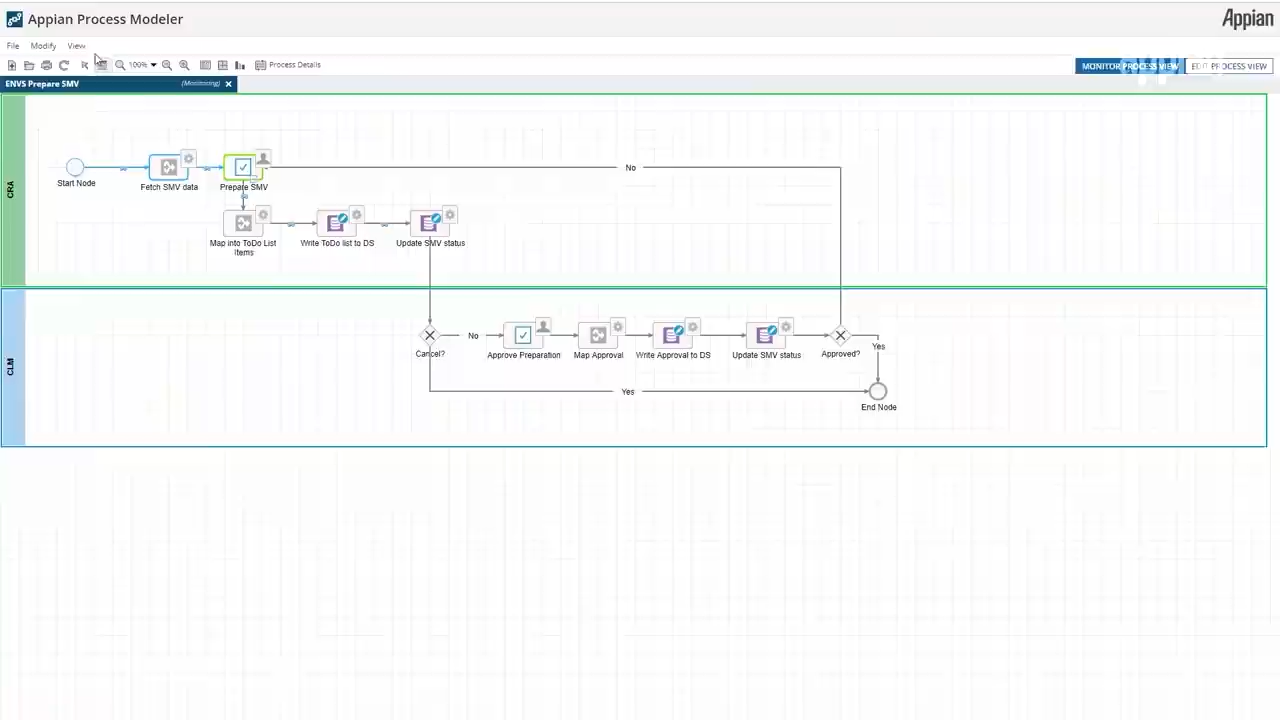 Appian Process Modeler
Appian
File Modify View
100% Process Details
MONITOR PROCESS VIEW EDIT PROCESS VIEW
ENVS Prepare SMV (Monitoring)
CRA
Start Node
Fetch SMV data
Prepare SMV
No
Map into ToDo List
Items
Write ToDo list to DS
Update SMV status
CLM
Cancel?
No
Approve Preparation
Map Approval
Write Approval to DS
Update SMV status
Approved?
Yes
Yes
End Node